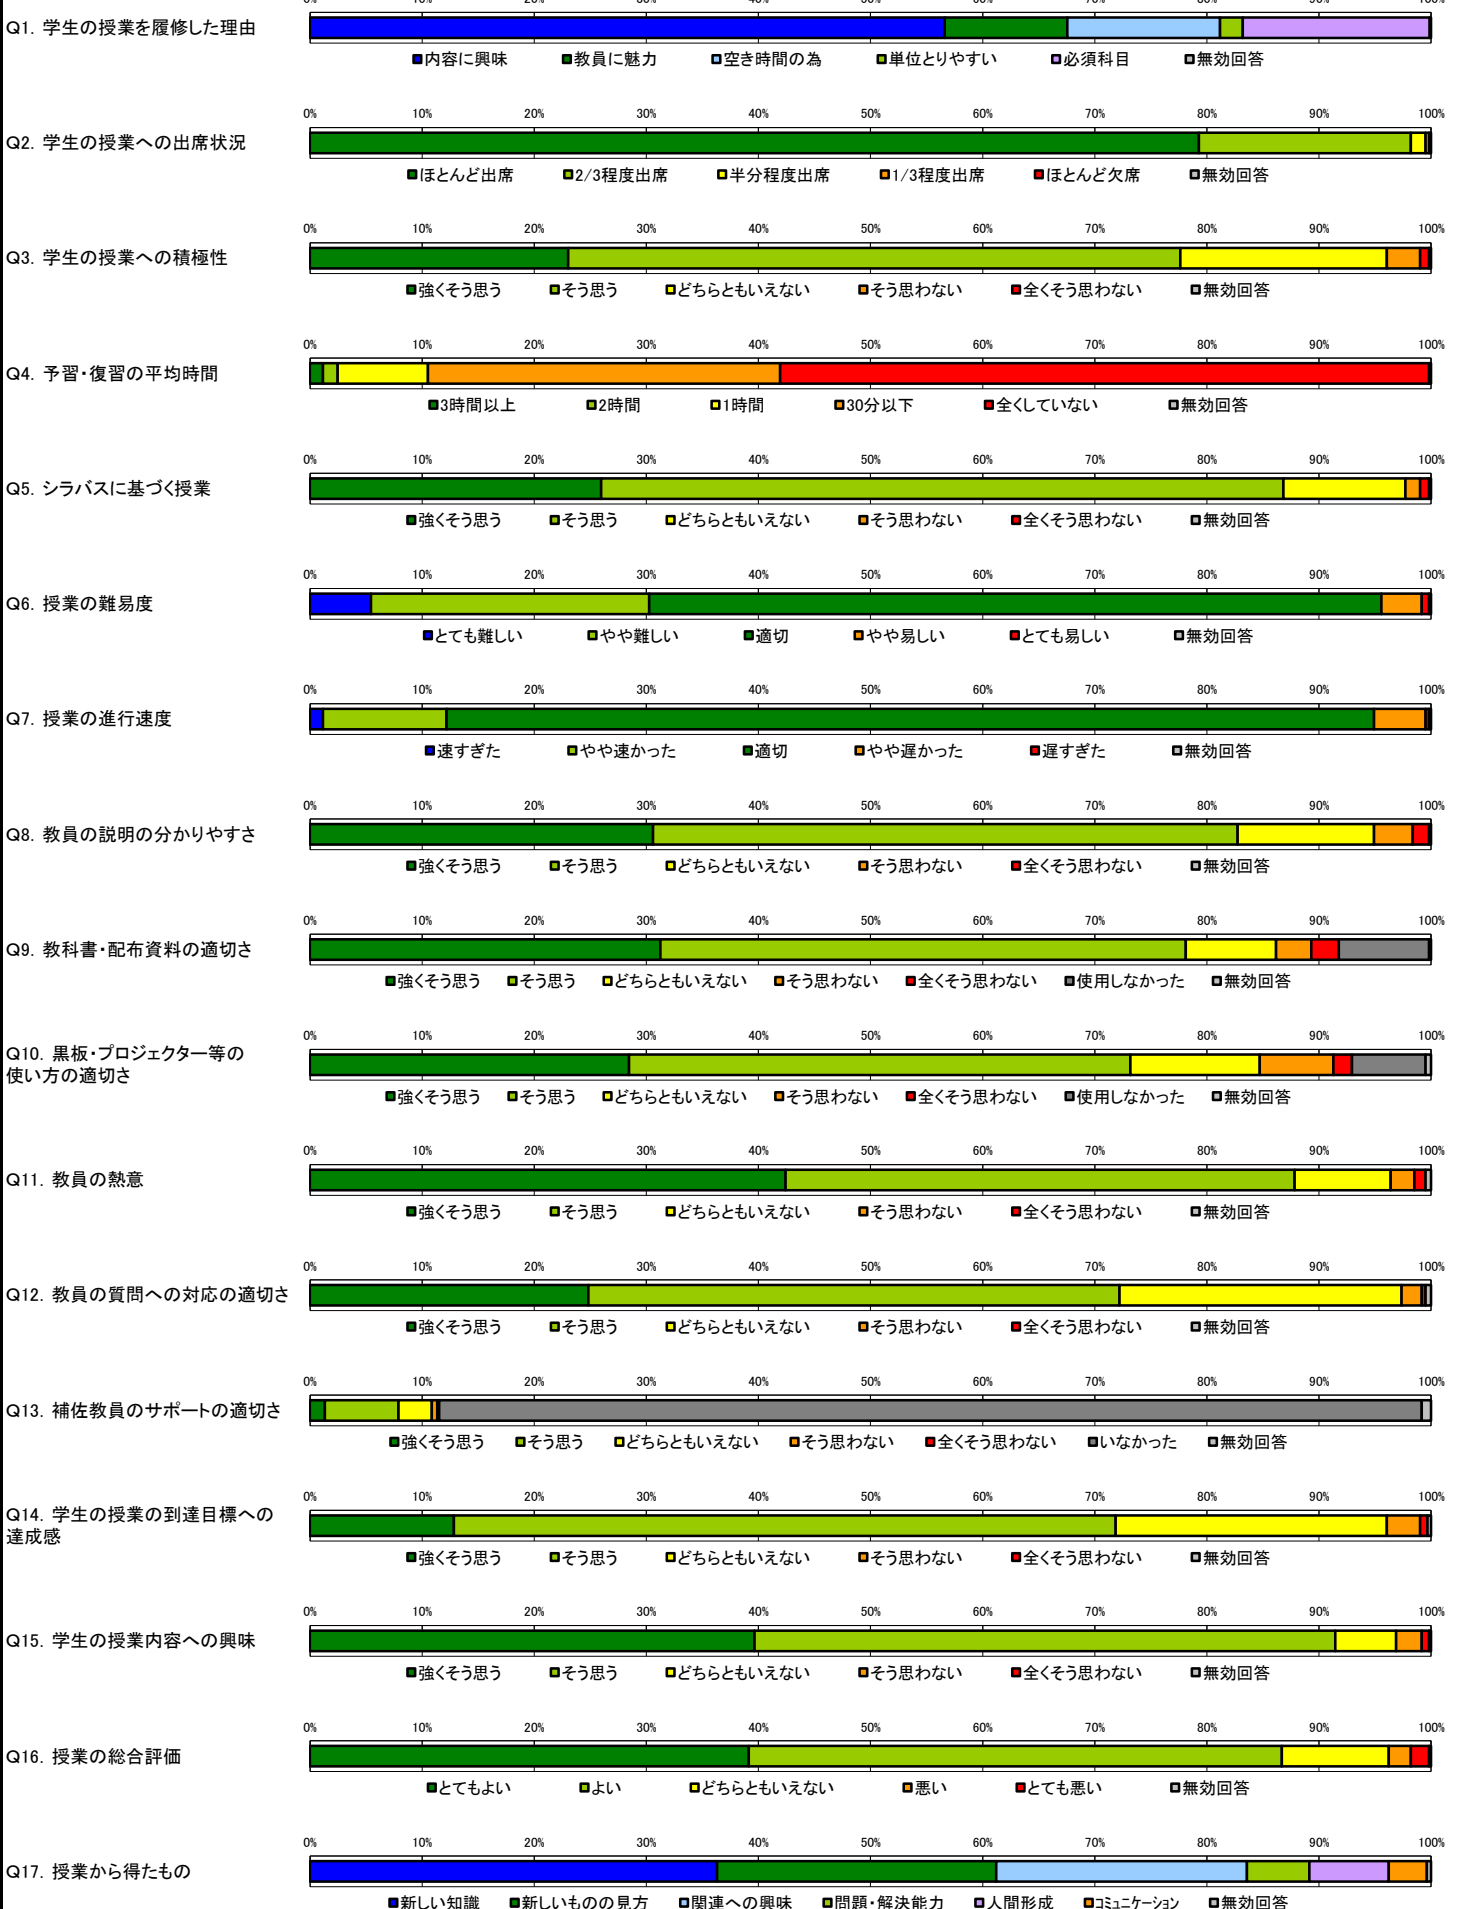 Q1. 学生の授業を履修した理由
■内容に興味 ■教員に魅力 □空き時間の為 □単位とりやすい □必須科目 □無効回答
0% 10% 20% 30% 40% 50% 60% 70% 80% 90% 100%
Q2. 学生の授業への出席状況
■ほとんど出席 □2/3程度出席 □半分程度出席 □1/3程度出席 ■ほとんど欠席 □無効回答
0% 10% 20% 30% 40% 50% 60% 70% 80% 90% 100%
Q3. 学生の授業への積極性
■強くそう思う □そう思う □どちらともいえない □そう思わない ■全くそう思わない □無効回答
0% 10% 20% 30% 40% 50% 60% 70% 80% 90% 100%
Q4. 予習・復習の平均時間
■3時間以上 □2時間 □1時間 □30分以下 ■全くしていない □無効回答
0% 10% 20% 30% 40% 50% 60% 70% 80% 90% 100%
Q5. シラバスに基づく授業
■強くそう思う □そう思う □どちらともいえない □そう思わない ■全くそう思わない □無効回答
0% 10% 20% 30% 40% 50% 60% 70% 80% 90% 100%
Q6. 授業の難易度
■とても難しい □やや難しい ■適切 □やや易しい ■とても易しい □無効回答
0% 10% 20% 30% 40% 50% 60% 70% 80% 90% 100%
Q7. 授業の進行速度
■速すぎた □やや速かった ■適切 □やや遅かった ■遅すぎた □無効回答
0% 10% 20% 30% 40% 50% 60% 70% 80% 90% 100%
Q8. 教員の説明の分かりやすさ
■強くそう思う □そう思う □どちらともいえない □そう思わない ■全くそう思わない □無効回答
0% 10% 20% 30% 40% 50% 60% 70% 80% 90% 100%
Q9. 教科書・配布資料の適切さ
■強くそう思う □そう思う □どちらともいえない □そう思わない ■全くそう思わない ■使用しなかった □無効回答
0% 10% 20% 30% 40% 50% 60% 70% 80% 90% 100%
Q10. 黒板・プロジェクター等の
使い方の適切さ
■強くそう思う □そう思う □どちらともいえない □そう思わない ■全くそう思わない ■使用しなかった □無効回答
0% 10% 20% 30% 40% 50% 60% 70% 80% 90% 100%
Q11. 教員の熱意
■強くそう思う □そう思う □どちらともいえない □そう思わない ■全くそう思わない □無効回答
0% 10% 20% 30% 40% 50% 60% 70% 80% 90% 100%
Q12. 教員の質問への対応の適切さ
■強くそう思う □そう思う □どちらともいえない □そう思わない ■全くそう思わない □無効回答
0% 10% 20% 30% 40% 50% 60% 70% 80% 90% 100%
Q13. 補佐教員のサポートの適切さ
■強くそう思う □そう思う □どちらともいえない □そう思わない ■全くそう思わない ■いなかった □無効回答
0% 10% 20% 30% 40% 50% 60% 70% 80% 90% 100%
Q14. 学生の授業の到達目標への
達成感
■強くそう思う □そう思う □どちらともいえない □そう思わない ■全くそう思わない □無効回答
0% 10% 20% 30% 40% 50% 60% 70% 80% 90% 100%
Q15. 学生の授業内容への興味
■強くそう思う □そう思う □どちらともいえない □そう思わない ■全くそう思わない □無効回答
0% 10% 20% 30% 40% 50% 60% 70% 80% 90% 100%
Q16. 授業の総合評価
■とてもよい □よい □どちらともいえない □悪い ■とても悪い □無効回答
0% 10% 20% 30% 40% 50% 60% 70% 80% 90% 100%
Q17. 授業から得たもの
■新しい知識 ■新しいものの見方 □関連への興味 □問題・解決能力 □人間形成 □コミュニケーション □無効回答